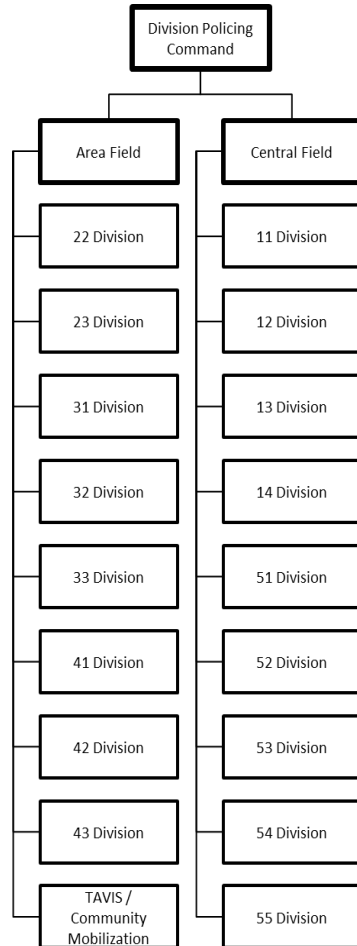 Division Policing
Command
Area Field
Central Field
22 Division
11 Division
23 Division
12 Division
31 Division
13 Division
32 Division
14 Division
33 Division
51 Division
41 Division
52 Division
42 Division
53 Division
43 Division
54 Division
TAVIS /
Community
Mobilization
55 Division